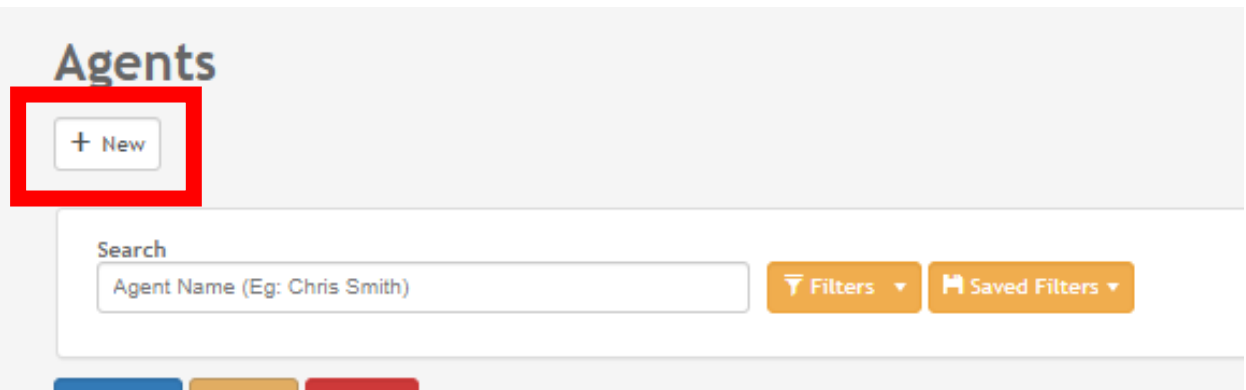 Agents
+ New
Search
Agent Name (Eg: Chris Smith)
Filters
Saved Filters